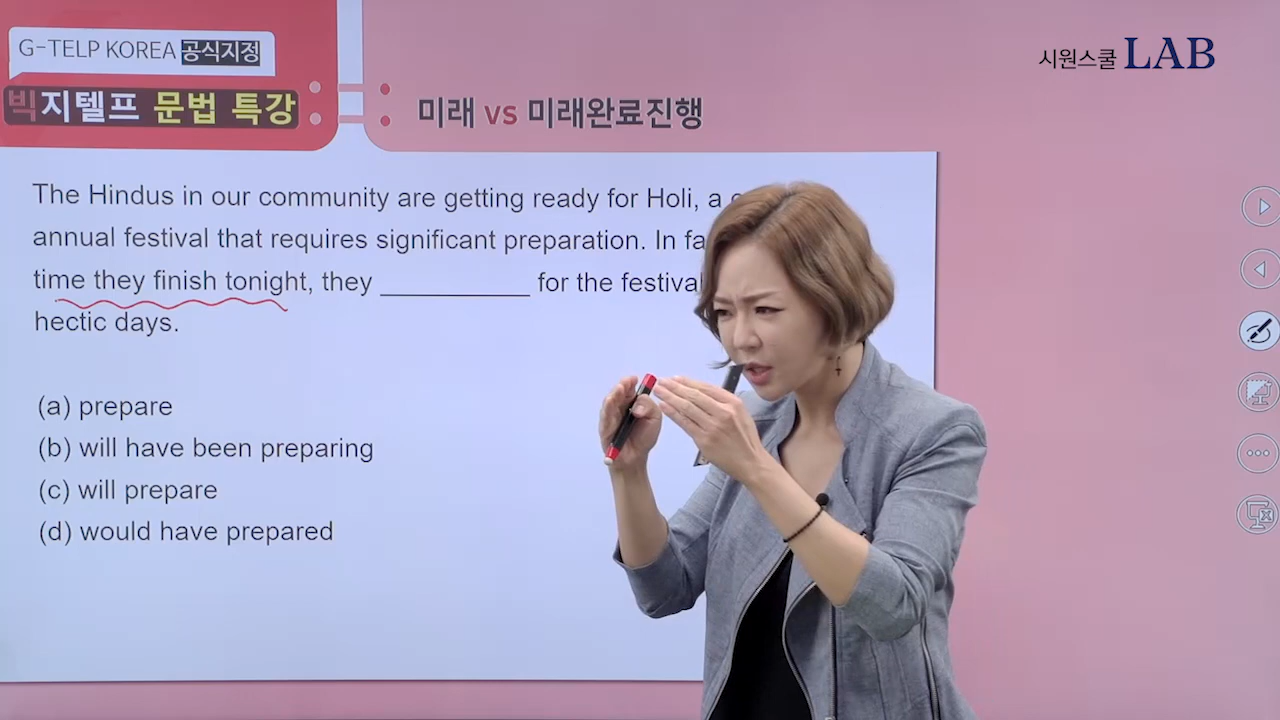 G-TELP KOREA 공식지정
빅지텔프 문법 특강
미래 vs 미래완료진행
시원스쿨 LAB
The Hindus in our community are getting ready for Holi, a
annual festival that requires significant preparation. In
time they finish tonight, they __________ for the festival
hectic days.
(a) prepare
(b) will have been preparing
(c) will prepare
(d) would have prepared